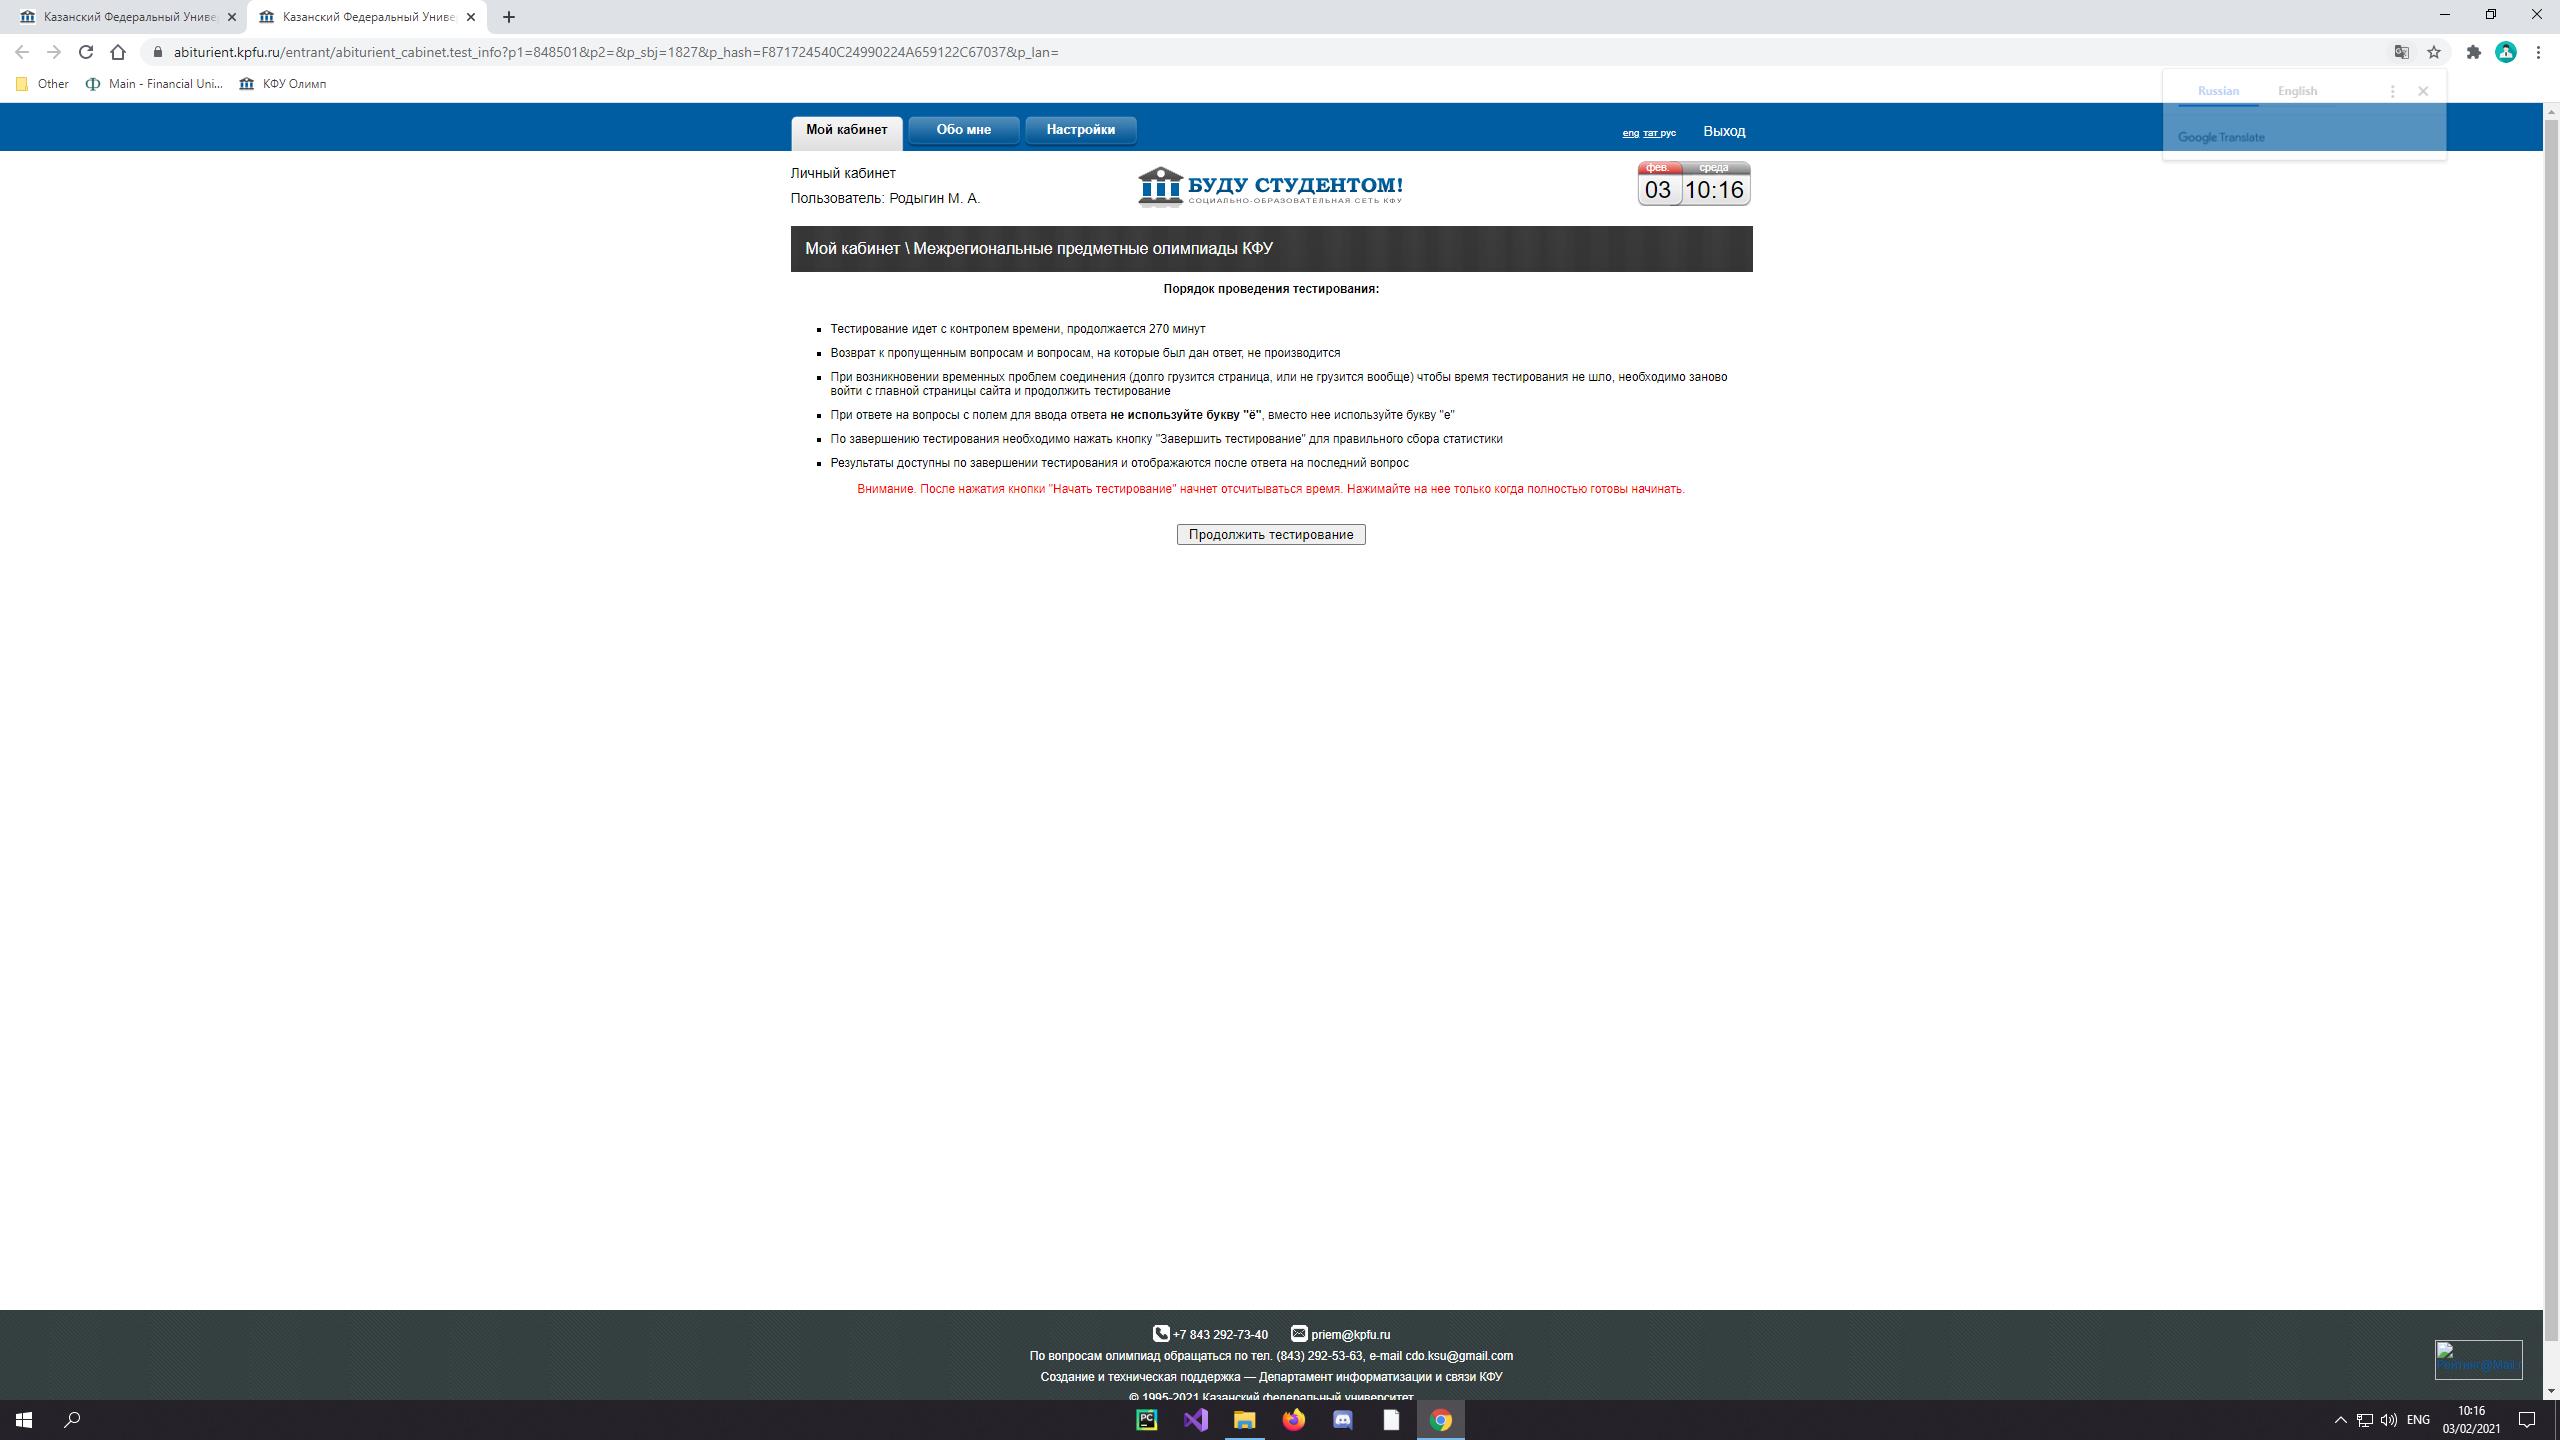 Казанский Федеральный Униве
Казанский Федеральный Униве
abiturient.kpfu.ru/entrant/abiturient_cabinet.test_info?p1=848501&p2=&p_sbj=1827&p_hash=F871724540C24990224A659122C67037&p_lan=
Other
Main - Financial Uni...
КФУ Олимп
Russian
English
Google Translate
Мой кабинет
Обо мне
Настройки
eng тат рус
Выход
Личный кабинет
Пользователь: Родыгин М. А.
БУДУ СТУДЕНТОМ!
СОЦИАЛЬНО-ОБРАЗОВАТЕЛЬНАЯ СЕТЬ КФУ
фев. среда
03 10:16
Мой кабинет \ Межрегиональные предметные олимпиады КФУ
Порядок проведения тестирования:
Тестирование идет с контролем времени, продолжается 270 минут
Возврат к пропущенным вопросам и вопросам, на которые был дан ответ, не производится
При возникновении временных проблем соединения (долго грузится страница, или не грузится вообще) чтобы время тестирования не шло, необходимо заново
войти с главной страницы сайта и продолжить тестирование
При ответе на вопросы с полем для ввода ответа не используйте букву "ё", вместо нее используйте букву "е"
По завершению тестирования необходимо нажать кнопку "Завершить тестирование" для правильного сбора статистики
Результаты доступны по завершении тестирования и отображаются после ответа на последний вопрос
Внимание. После нажатия кнопки "Начать тестирование" начнет отсчитываться время. Нажимайте на нее только когда полностью готовы начинать.
Продолжить тестирование
+7 843 292-73-40 priem@kpfu.ru
По вопросам олимпиад обращаться по тел. (843) 292-53-63, e-mail cdo.ksu@gmail.com
Создание и техническая поддержка — Департамент информатизации и связи КФУ
© 1995-2021 Казанский федеральный университет
Рейтинг@Mail.r
PC
ENG
10:16
03/02/2021